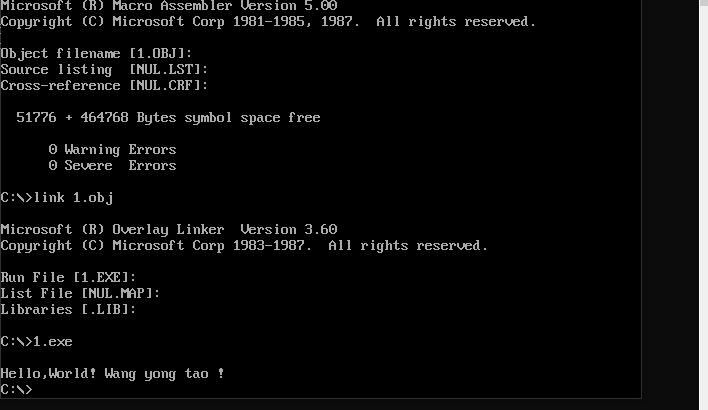 Microsoft (R) Macro Assembler Version 5.00
Copyright (C) Microsoft Corp 1981-1985, 1987.  All rights reserved.
Object filename [1.OBJ]:
Source listing  [NUL.LST]:
Cross-reference [NUL.CRF]:
51776 + 464768 Bytes symbol space free
0 Warning Errors
0 Severe  Errors
C:\>link 1.obj
Microsoft (R) Overlay Linker  Version 3.60
Copyright (C) Microsoft Corp 1983-1987.  All rights reserved.
Run File [1.EXE]:
List File [NUL.MAP]:
Libraries [.LIB]:
C:\>1.exe
Hello,World! Wang yong tao !
C:\>